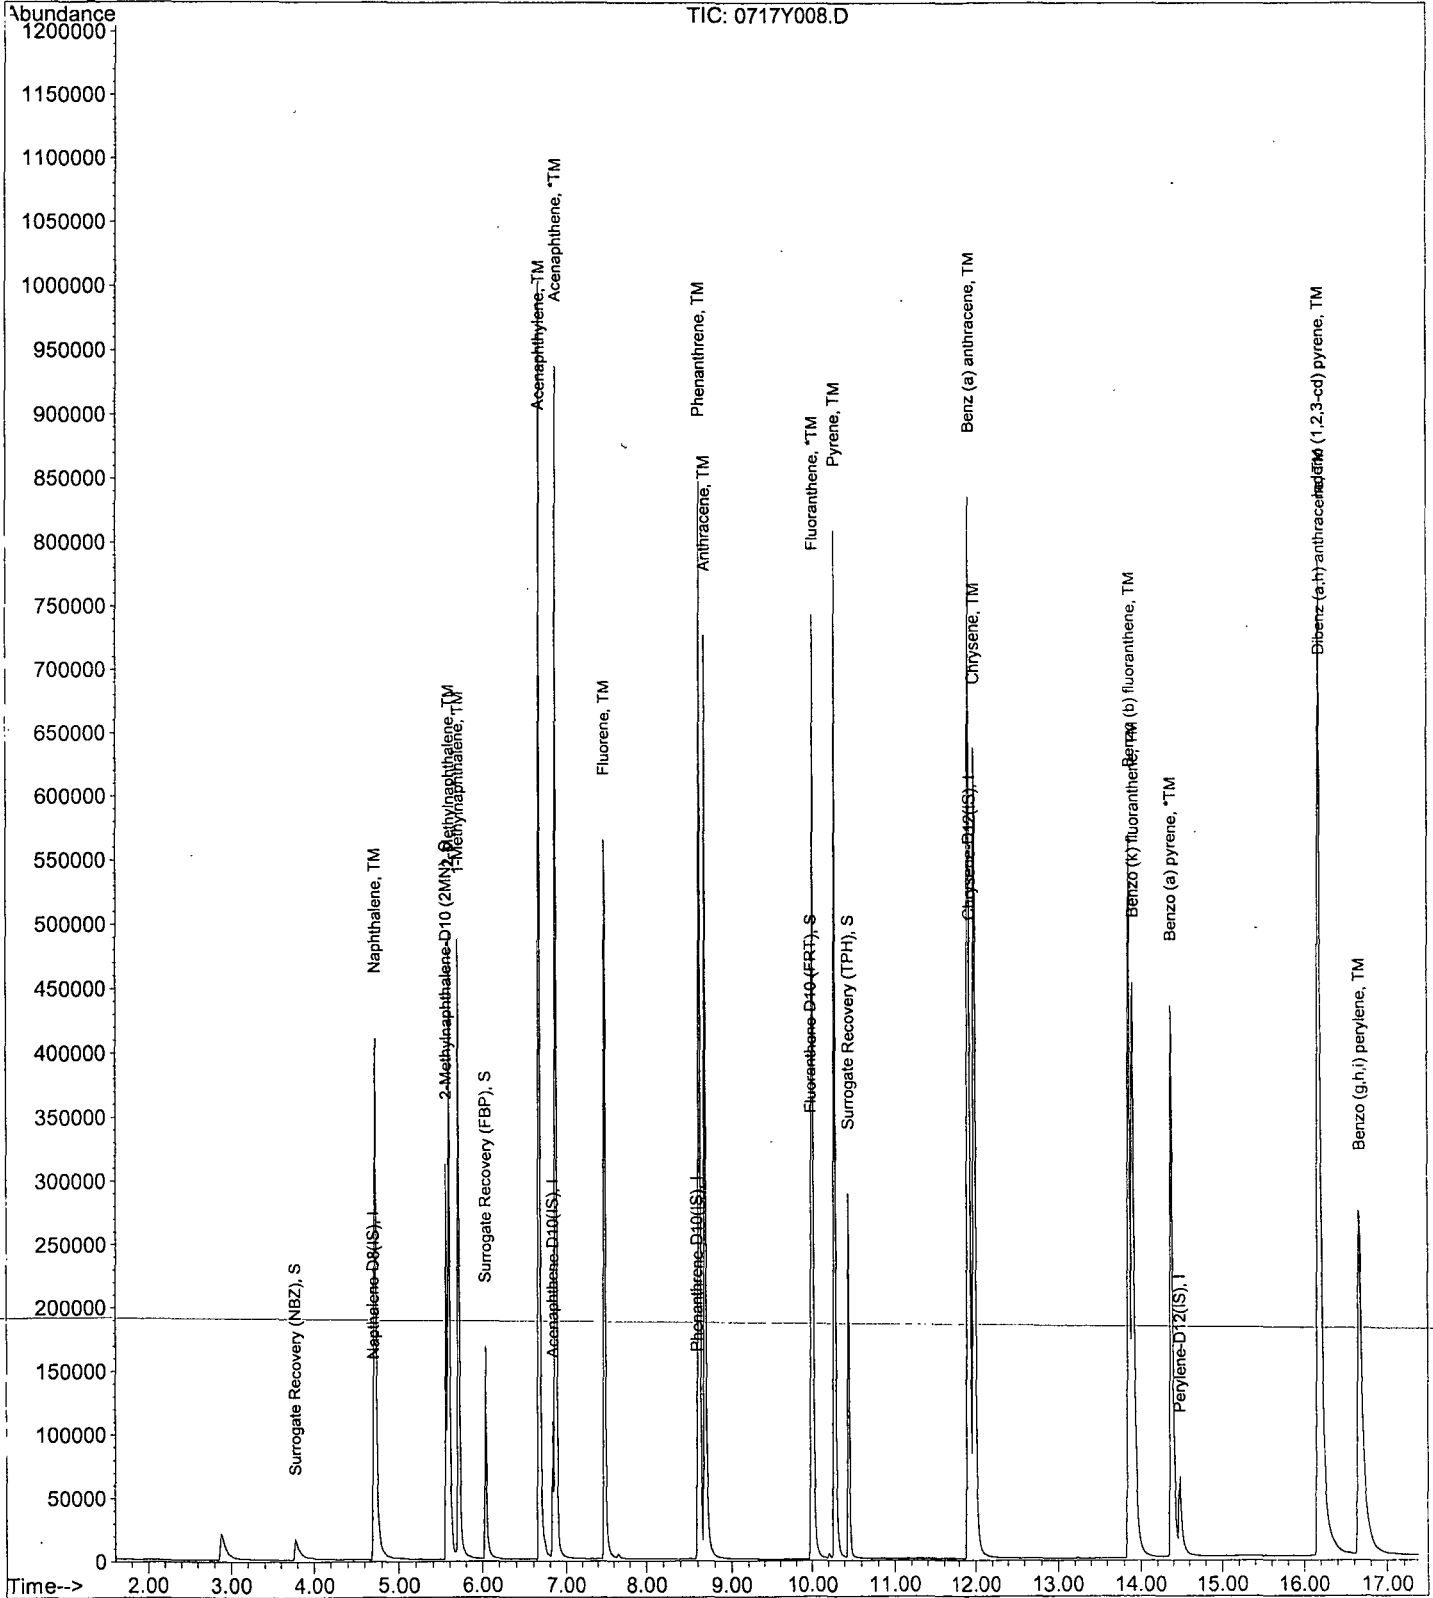 Abundance
TIC: 0717Y008.D
1200000
1150000
1100000
1050000
1000000
950000
900000
850000
800000
750000
700000
650000
600000
550000
500000
450000
400000
350000
300000
250000
200000
150000
100000
50000
0
Surrogate Recovery (NBZ), S
Napthalene-D8(IS), I
Naphthalene, TM
2-Methylnaphthalene-D10 (2MN), S
2-Methylnaphthalene, TM
1-Methylnaphthalene, TM
Surrogate Recovery (FBP), S
Acenaphthylene, TM
Acenaphthene-D10(IS), I
Acenaphthene, *TM
Fluorene, TM
Phenanthrene-D10(IS), I
Phenanthrene, TM
Anthracene, TM
Fluoranthene-D10 (FRT), S
Fluoranthene, *TM
Pyrene, TM
Surrogate Recovery (TPH), S
Benz (a) anthracene, TM
Chrysene-D12(IS), I
Chrysene, TM
Benzo (b) fluoranthene, TM
Benzo (k) fluoranthene, TM
Benzo (a) pyrene, *TM
Perylene-D12(IS), I
Indeno (1,2,3-cd) pyrene, TM
Dibenz (a,h) anthracene, TM
Benzo (g,h,i) perylene, TM
Time-->
2.00 3.00 4.00 5.00 6.00 7.00 8.00 9.00 10.00 11.00 12.00 13.00 14.00 15.00 16.00 17.00